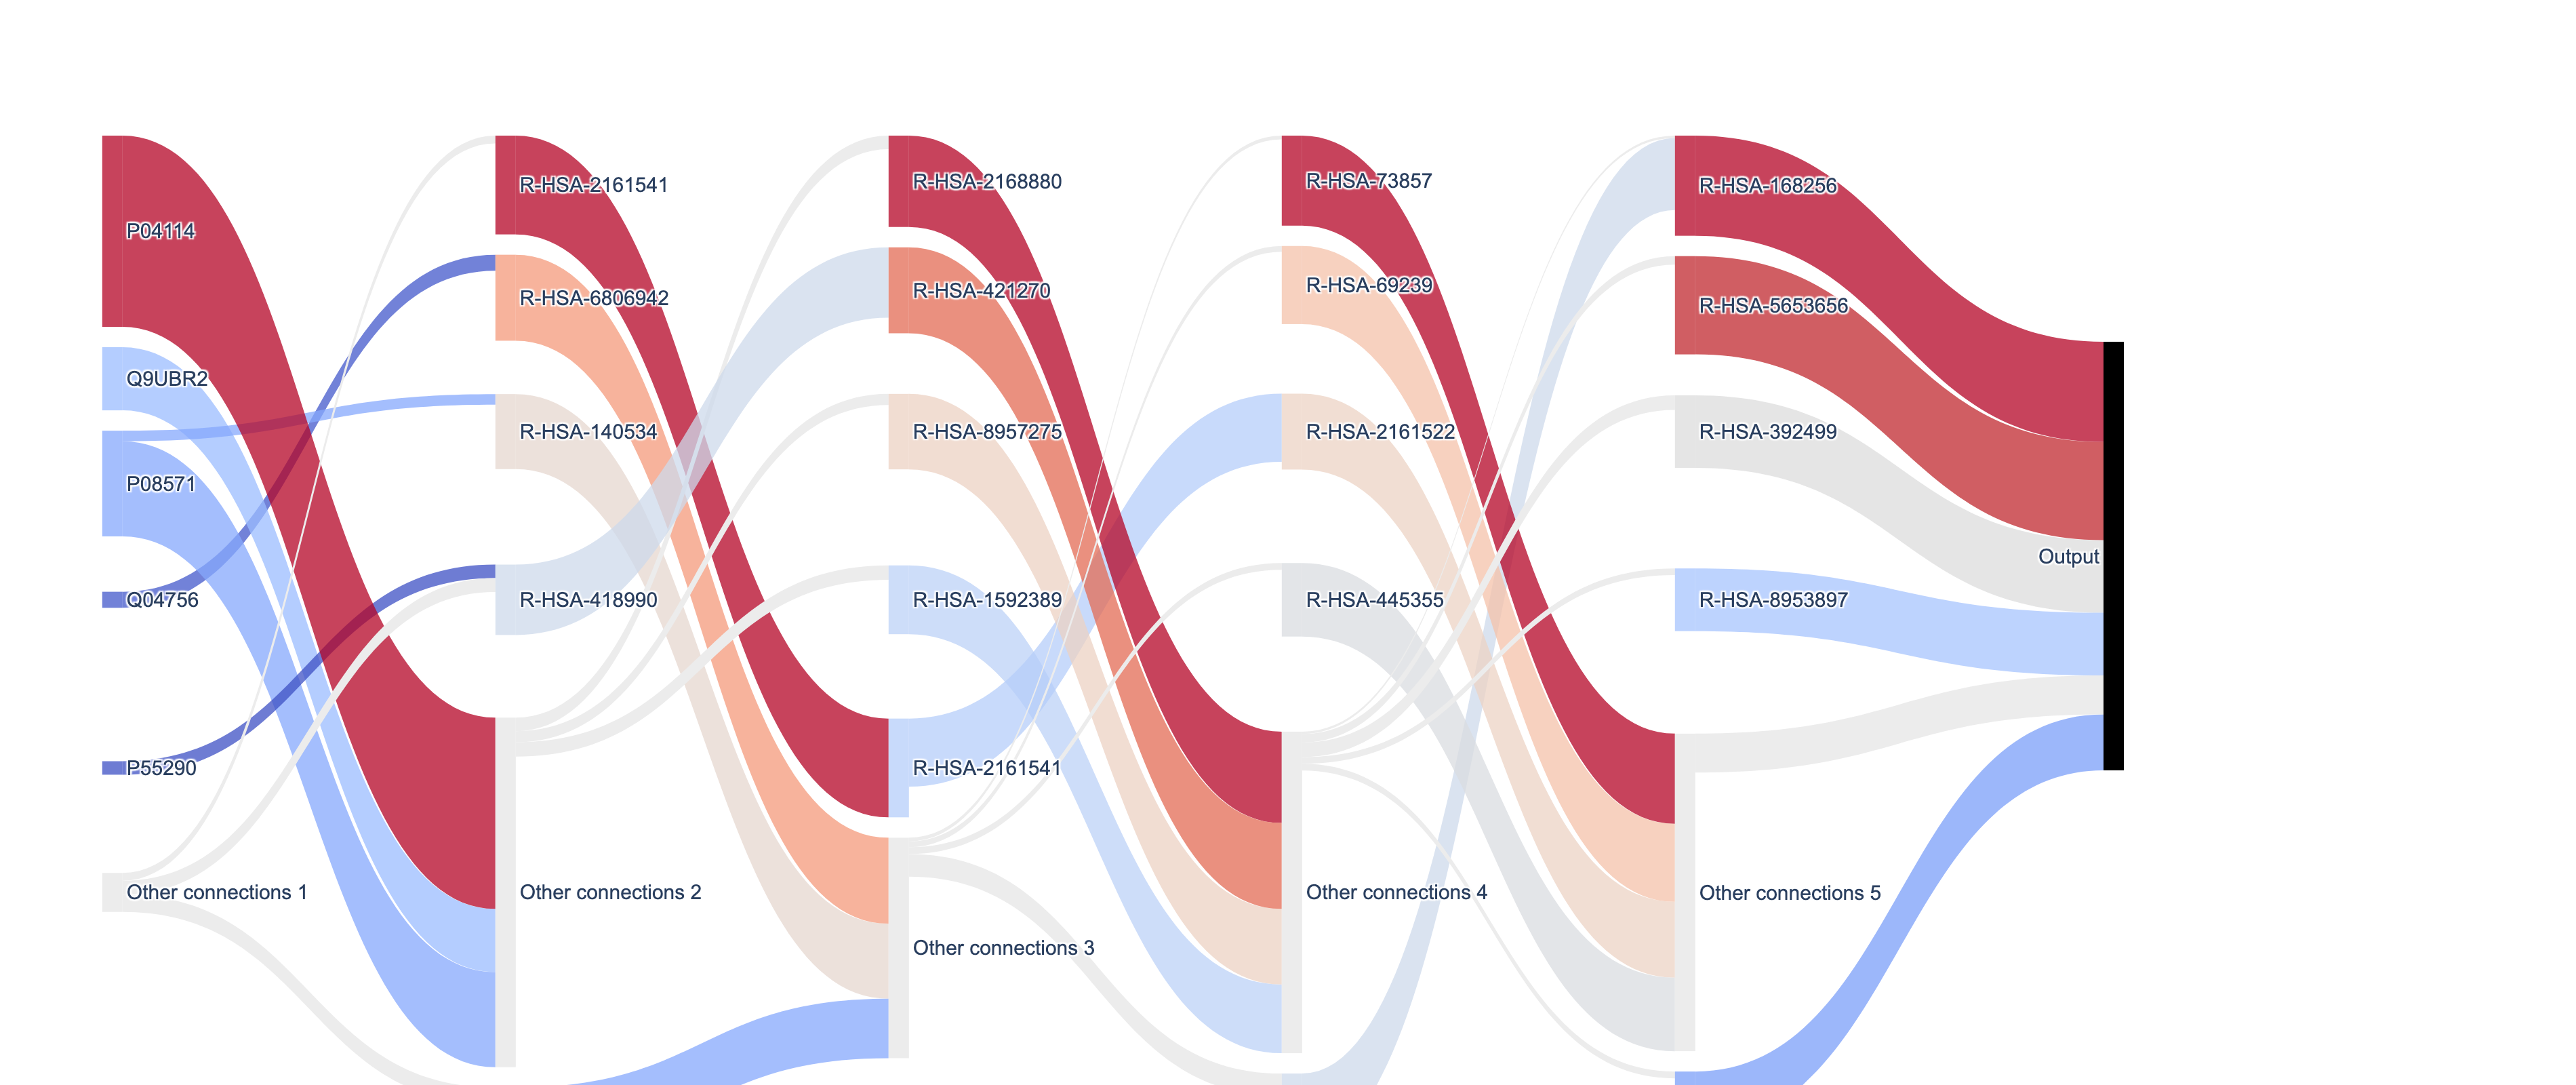 P04114
Q9UBR2
P08571
Q04756
P55290
Other connections 1
R-HSA-2161541
R-HSA-6806942
R-HSA-140534
R-HSA-418990
Other connections 2
R-HSA-2168880
R-HSA-421270
R-HSA-8957275
R-HSA-1592389
R-HSA-2161541
Other connections 3
R-HSA-73857
R-HSA-69239
R-HSA-2161522
R-HSA-445355
Other connections 4
R-HSA-168256
R-HSA-5653656
R-HSA-392499
R-HSA-8953897
Other connections 5
Output